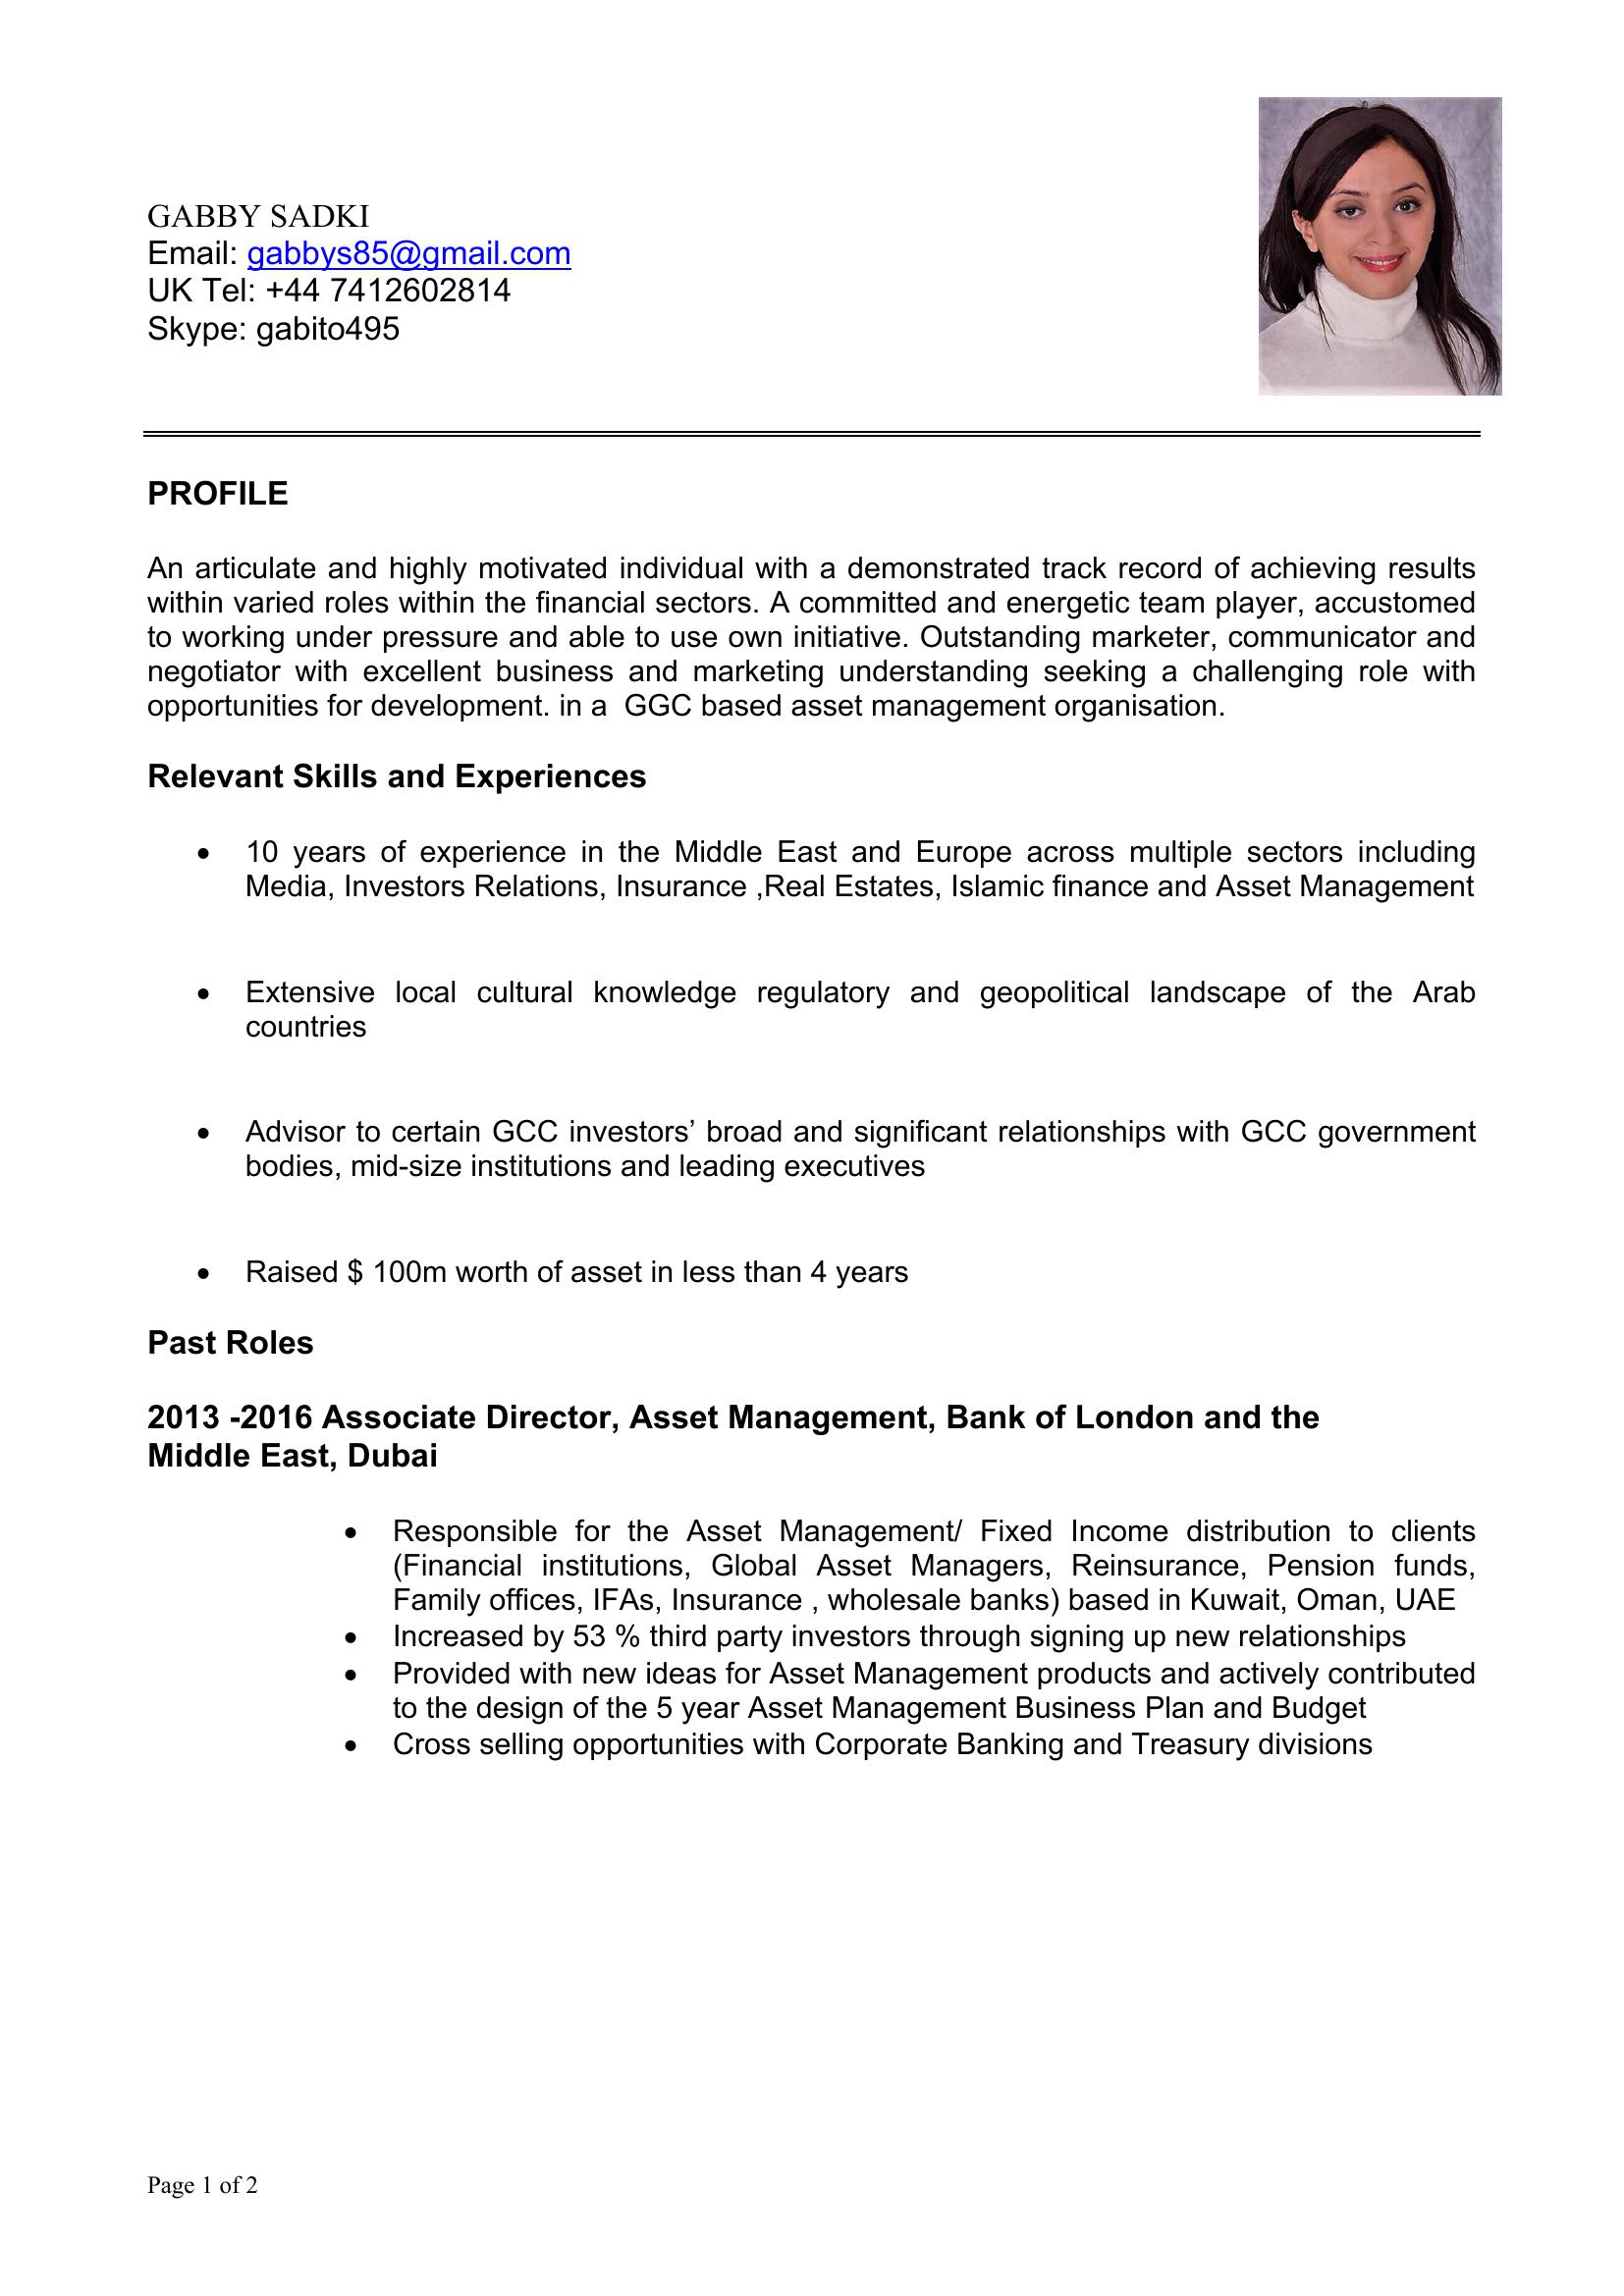 GABBY SADKI
Email: gabbys85@gmail.com
UK Tel: +44 7412602814
Skype: gabito495
PROFILE
An articulate and highly motivated individual with a demonstrated track record of achieving results
within varied roles within the financial sectors. A committed and energetic team player, accustomed
to working under pressure and able to use own initiative. Outstanding marketer, communicator and
negotiator with excellent business and marketing understanding seeking a challenging role with
opportunities for development. in a  GGC based asset management organisation.
Relevant Skills and Experiences
• 10 years of experience in the Middle East and Europe across multiple sectors including
Media, Investors Relations, Insurance ,Real Estates, Islamic finance and Asset Management
• Extensive local cultural knowledge regulatory and geopolitical landscape of the Arab
countries
• Advisor to certain GCC investors’ broad and significant relationships with GCC government
bodies, mid-size institutions and leading executives
• Raised $ 100m worth of asset in less than 4 years
Past Roles
2013 -2016 Associate Director, Asset Management, Bank of London and the
Middle East, Dubai
• Responsible for the Asset Management/ Fixed Income distribution to clients
(Financial institutions, Global Asset Managers, Reinsurance, Pension funds,
Family offices, IFAs, Insurance , wholesale banks) based in Kuwait, Oman, UAE
• Increased by 53 % third party investors through signing up new relationships
• Provided with new ideas for Asset Management products and actively contributed
to the design of the 5 year Asset Management Business Plan and Budget
• Cross selling opportunities with Corporate Banking and Treasury divisions
Page 1 of 2